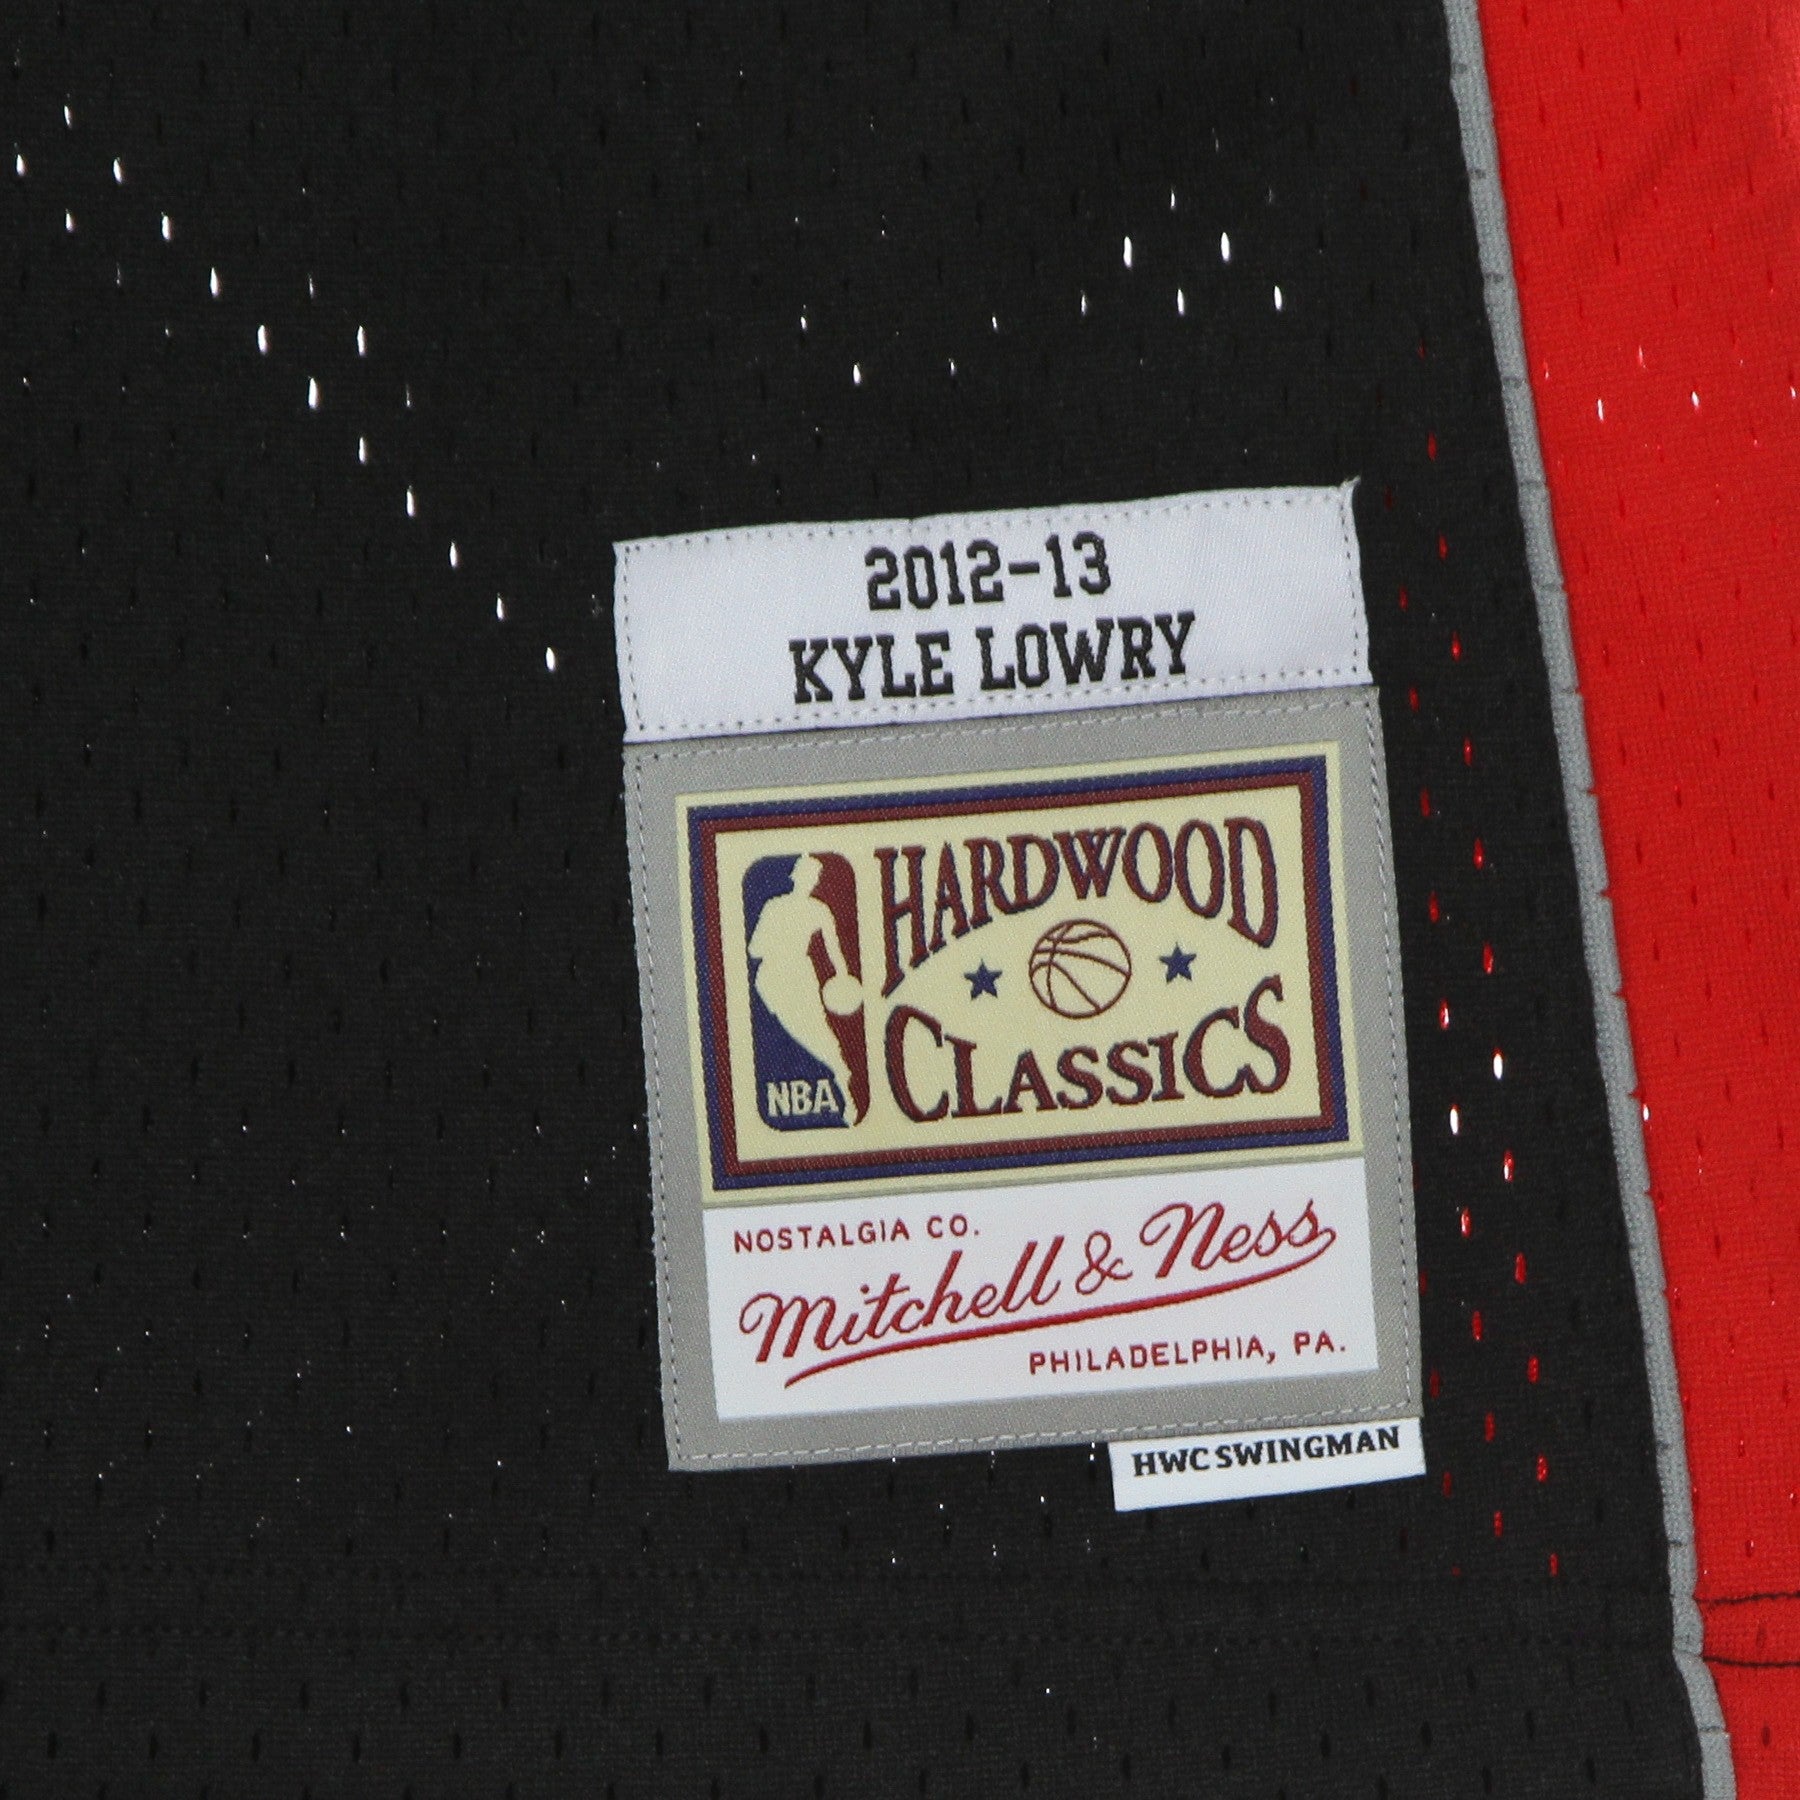 2012-13
KYLE LOWRY
HARDWOOD
CLASSICS
NBA
NOSTALGIA CO.
Mitchell & Ness
PHILADELPHIA, PA.
HWC SWINGMAN